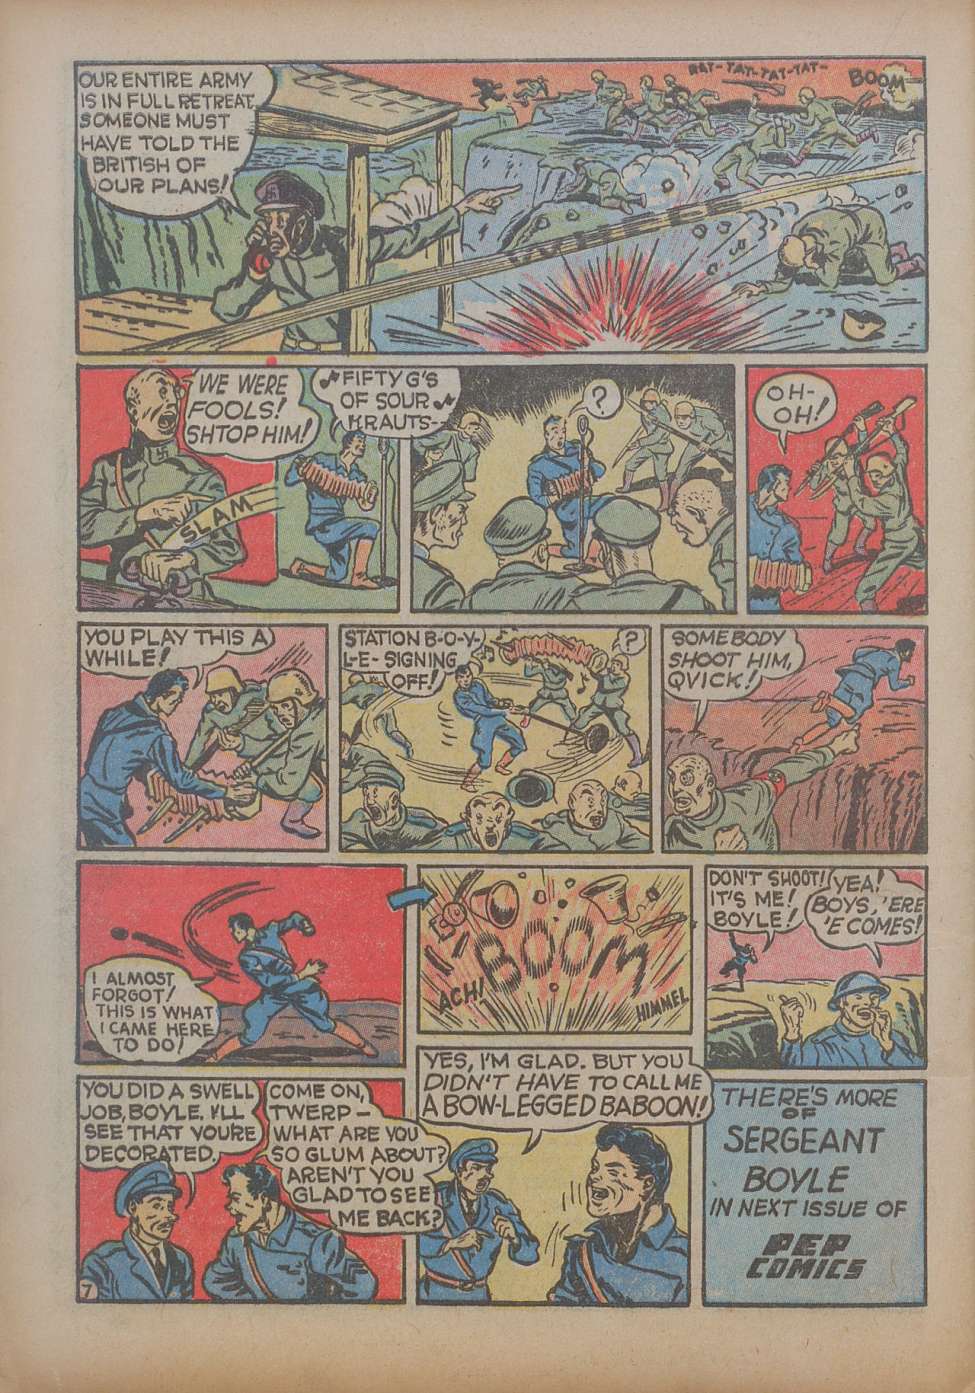 OUR ENTIRE ARMY
IS IN FULL RETREAT.
SOMEONE MUST
HAVE TOLD THE
BRITISH OF
OUR PLANS!
RAT-TAT-TAT-TAT-
BOOM
WE WERE
FOOLS!
SHTOP HIM!
SLAM
FIFTY G'S
OF SOUR
KRAUTS--
?
OH-
OH!
YOU PLAY THIS A
WHILE!
STATION B-O-Y-
L-E- SIGNING
OFF!
?
SOMEBODY
SHOOT HIM,
QVICK!
I ALMOST
FORGOT!
THIS IS WHAT
I CAME HERE
TO DO!
BOOM
ACH!
HIMMEL
DON'T SHOOT!
IT'S ME!
BOYLE!
YEA!
BOYS, 'ERE
'E COMES!
YOU DID A SWELL
JOB, BOYLE. I'LL
SEE THAT YOU'RE
DECORATED.
COME ON,
TWERP-
WHAT ARE YOU
SO GLUM ABOUT?
AREN'T YOU
GLAD TO SEE
ME BACK?
YES, I'M GLAD. BUT YOU
DIDN'T HAVE TO CALL ME
A BOW-LEGGED BABOON!
THERE'S MORE
OF
SERGEANT
BOYLE
IN NEXT ISSUE OF
PEP
COMICS
7